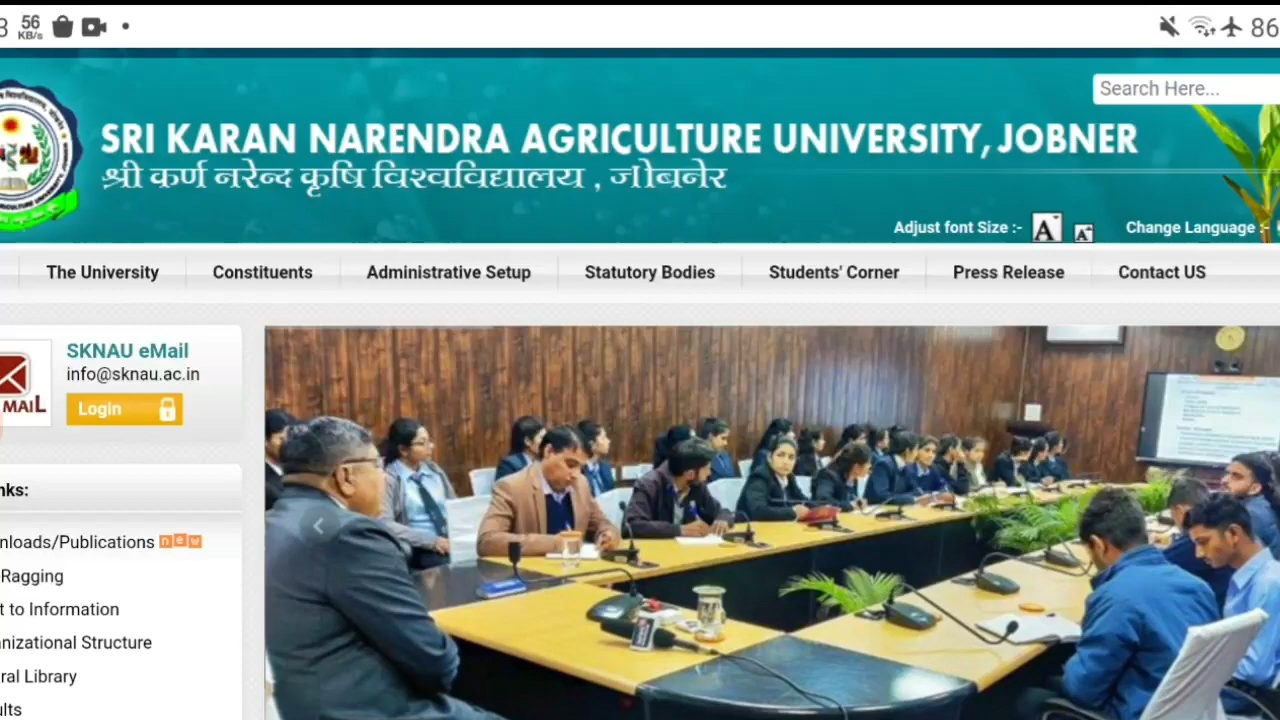 56
KB/s
86
Search Here...
SRI KARAN NARENDRA AGRICULTURE UNIVERSITY, JOBNER
श्री कर्ण नरेन्द्र कृषि विश्वविद्यालय , जोबनेर
Adjust font Size :- A A Change Language :-
The University Constituents Administrative Setup Statutory Bodies Students' Corner Press Release Contact US
SKNAU eMail
info@sknau.ac.in
MAIL
Login
nks:
nloads/Publications new
Ragging
t to Information
nizational Structure
ral Library
ults